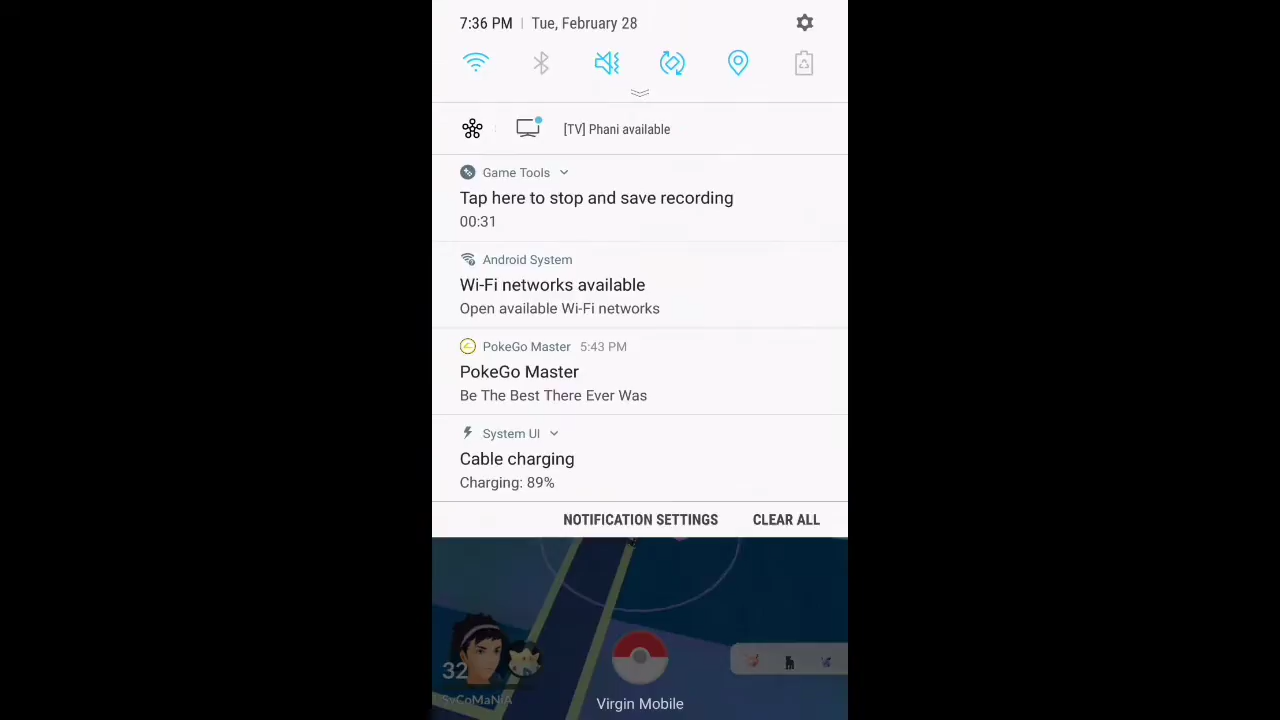 7:36 PM | Tue, February 28
[TV] Phani available
Game Tools
Tap here to stop and save recording
00:31
Android System
Wi-Fi networks available
Open available Wi-Fi networks
PokeGo Master 5:43 PM
PokeGo Master
Be The Best There Ever Was
System UI
Cable charging
Charging: 89%
NOTIFICATION SETTINGS CLEAR ALL
32
SyCoMaNiA
Virgin Mobile